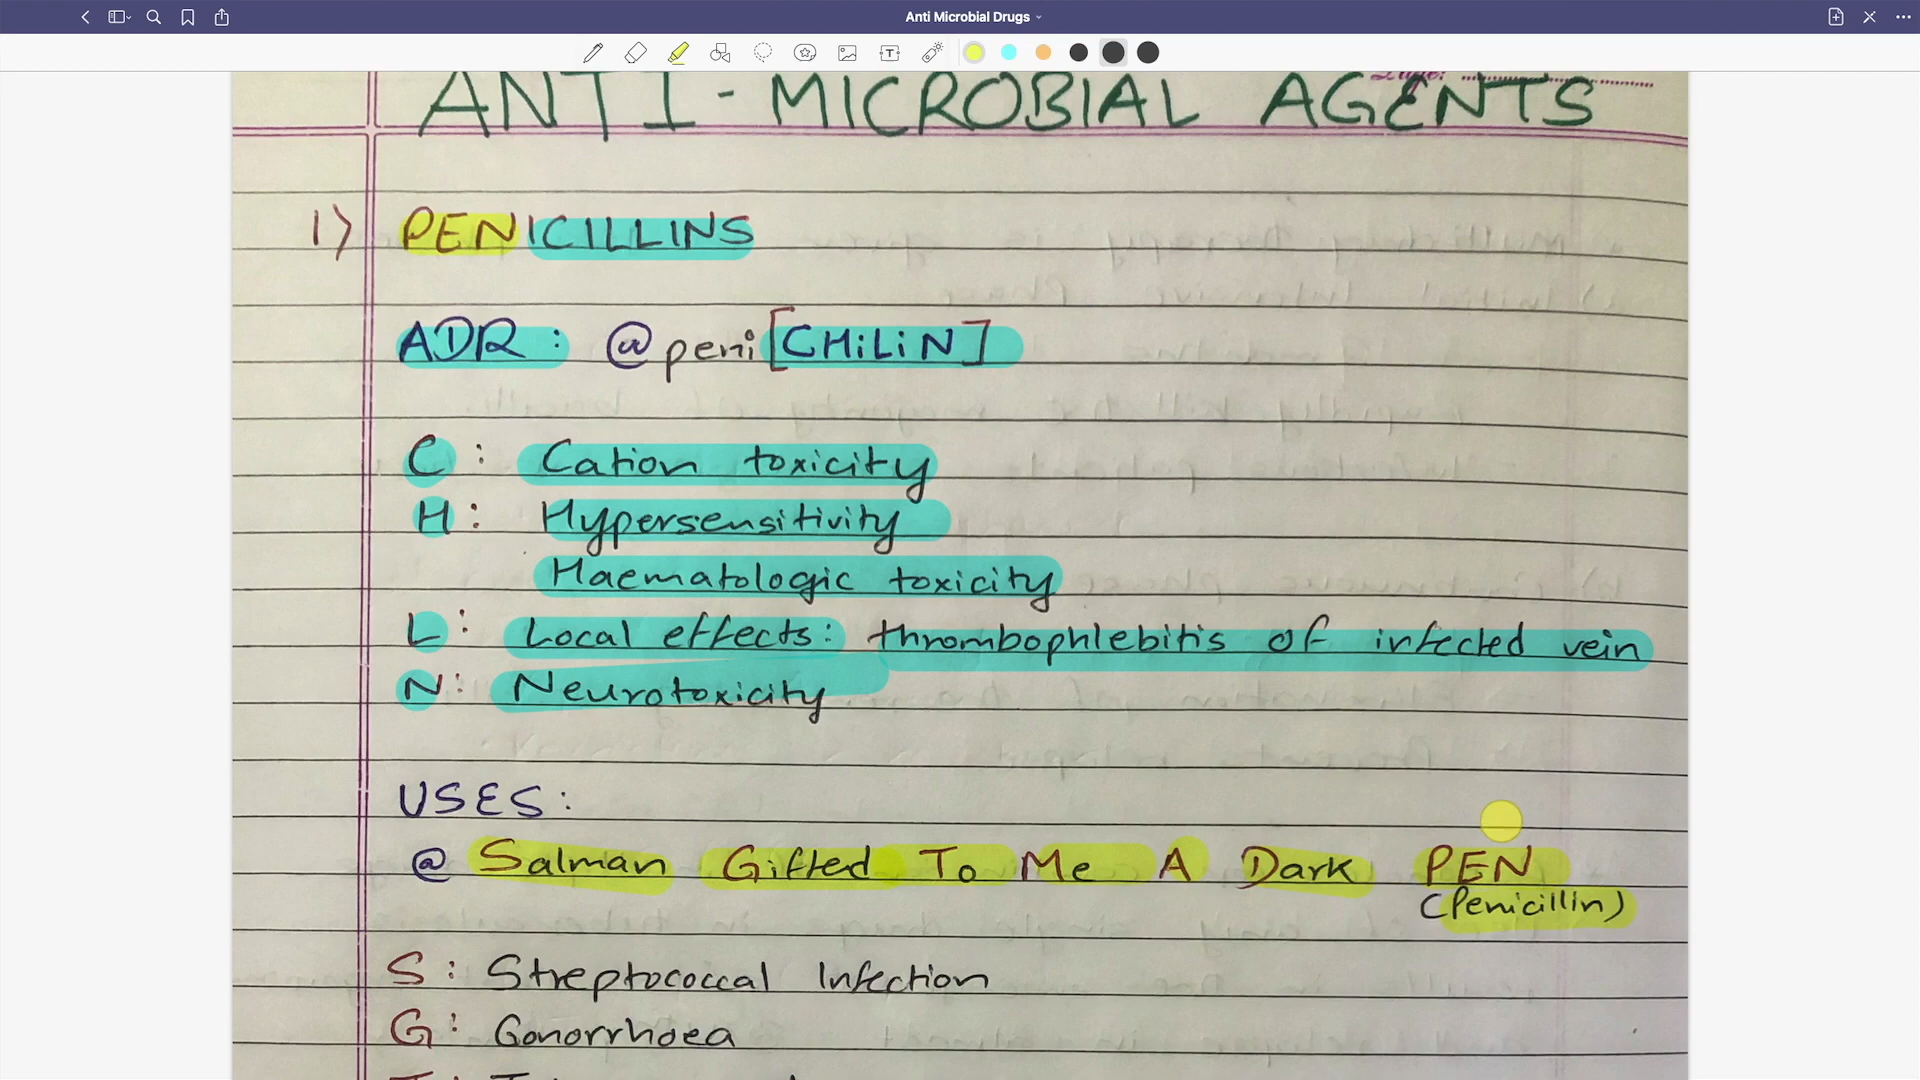 Anti Microbial Drugs
ANTI-MICROBIAL AGENTS
1) PENICILLINS
ADR: @peni[CHiLiN]
C: Cation toxicity
H: Hypersensitivity
Haematologic toxicity
L: Local effects: thrombophlebitis of infected vein
N: Neurotoxicity
USES:
@ Salman Gifted To Me A Dark PEN
(Penicillin)
S: Streptococcal Infection
G: Gonorrhoea